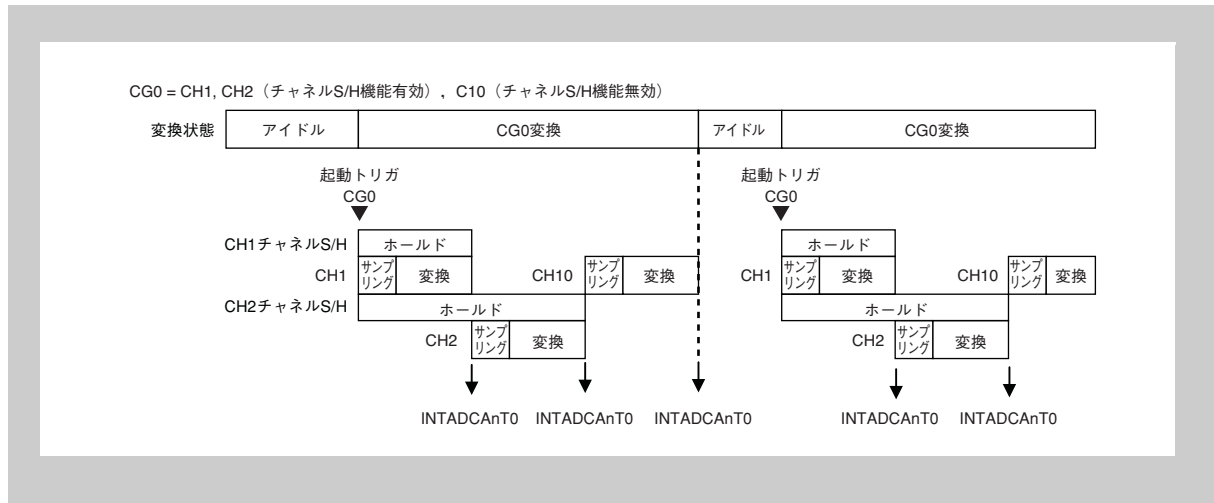 CG0 = CH1, CH2（チャネルS/H機能有効）, C10（チャネルS/H機能無効）
変換状態 アイドル CG0変換 アイドル CG0変換
起動トリガ 起動トリガ
CG0 CG0
CH1チャネルS/H ホールド ホールド
CH1 サンプリング 変換 CH10 サンプリング 変換 CH1 サンプリング 変換 CH10 サンプリング 変換
CH2チャネルS/H ホールド ホールド
CH2 サンプリング 変換 CH2 サンプリング 変換
INTADCAnT0 INTADCAnT0 INTADCAnT0 INTADCAnT0 INTADCAnT0